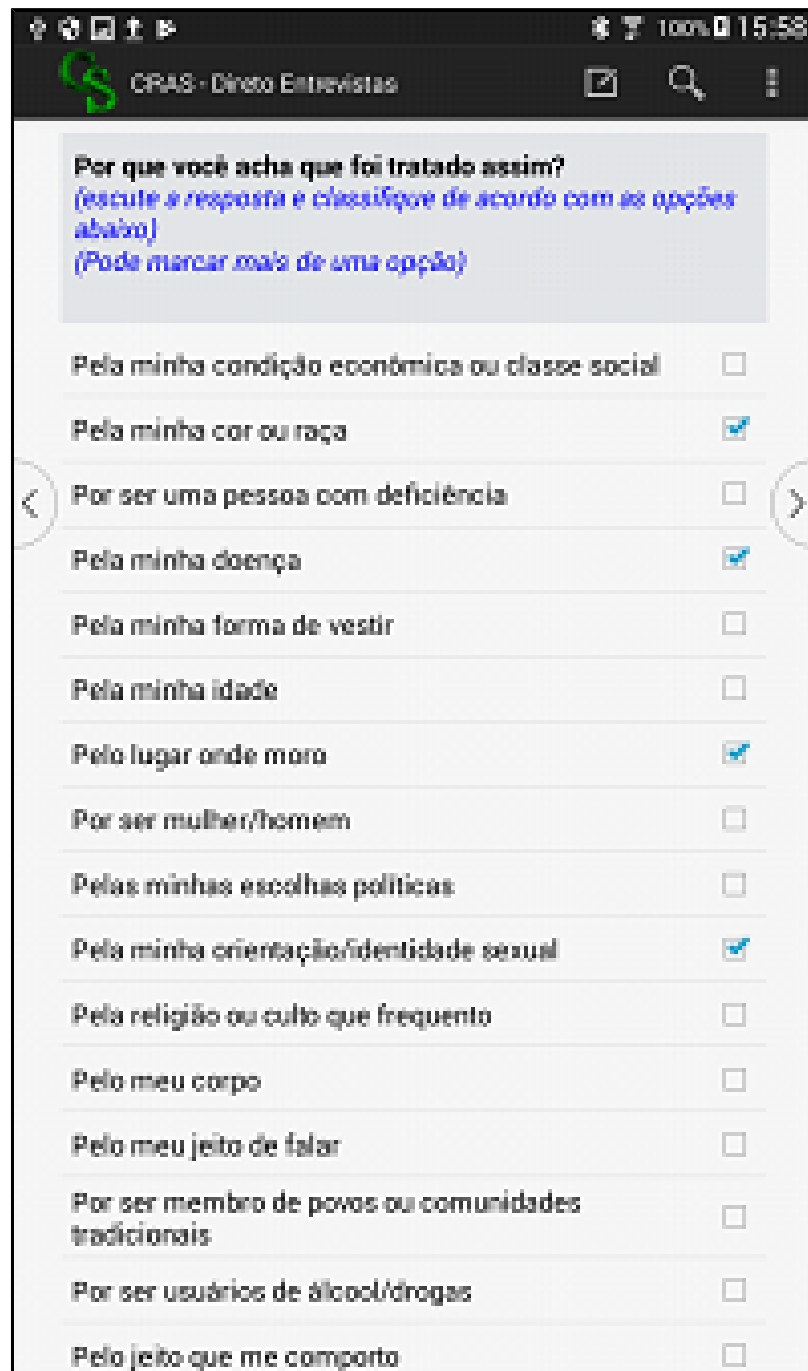 100% 15:58
CS CRAS - Direto Entrevistas
Por que você acha que foi tratado assim?
(escute a resposta e classifique de acordo com as opções
abaixo)
(Pode marcar mais de uma opção)
Pela minha condição econômica ou classe social
Pela minha cor ou raça
Por ser uma pessoa com deficiência
Pela minha doença
Pela minha forma de vestir
Pela minha idade
Pelo lugar onde moro
Por ser mulher/homem
Pelas minhas escolhas políticas
Pela minha orientação/identidade sexual
Pela religião ou culto que frequento
Pelo meu corpo
Pelo meu jeito de falar
Por ser membro de povos ou comunidades
tradicionais
Por ser usuários de álcool/drogas
Pelo jeito que me comporto